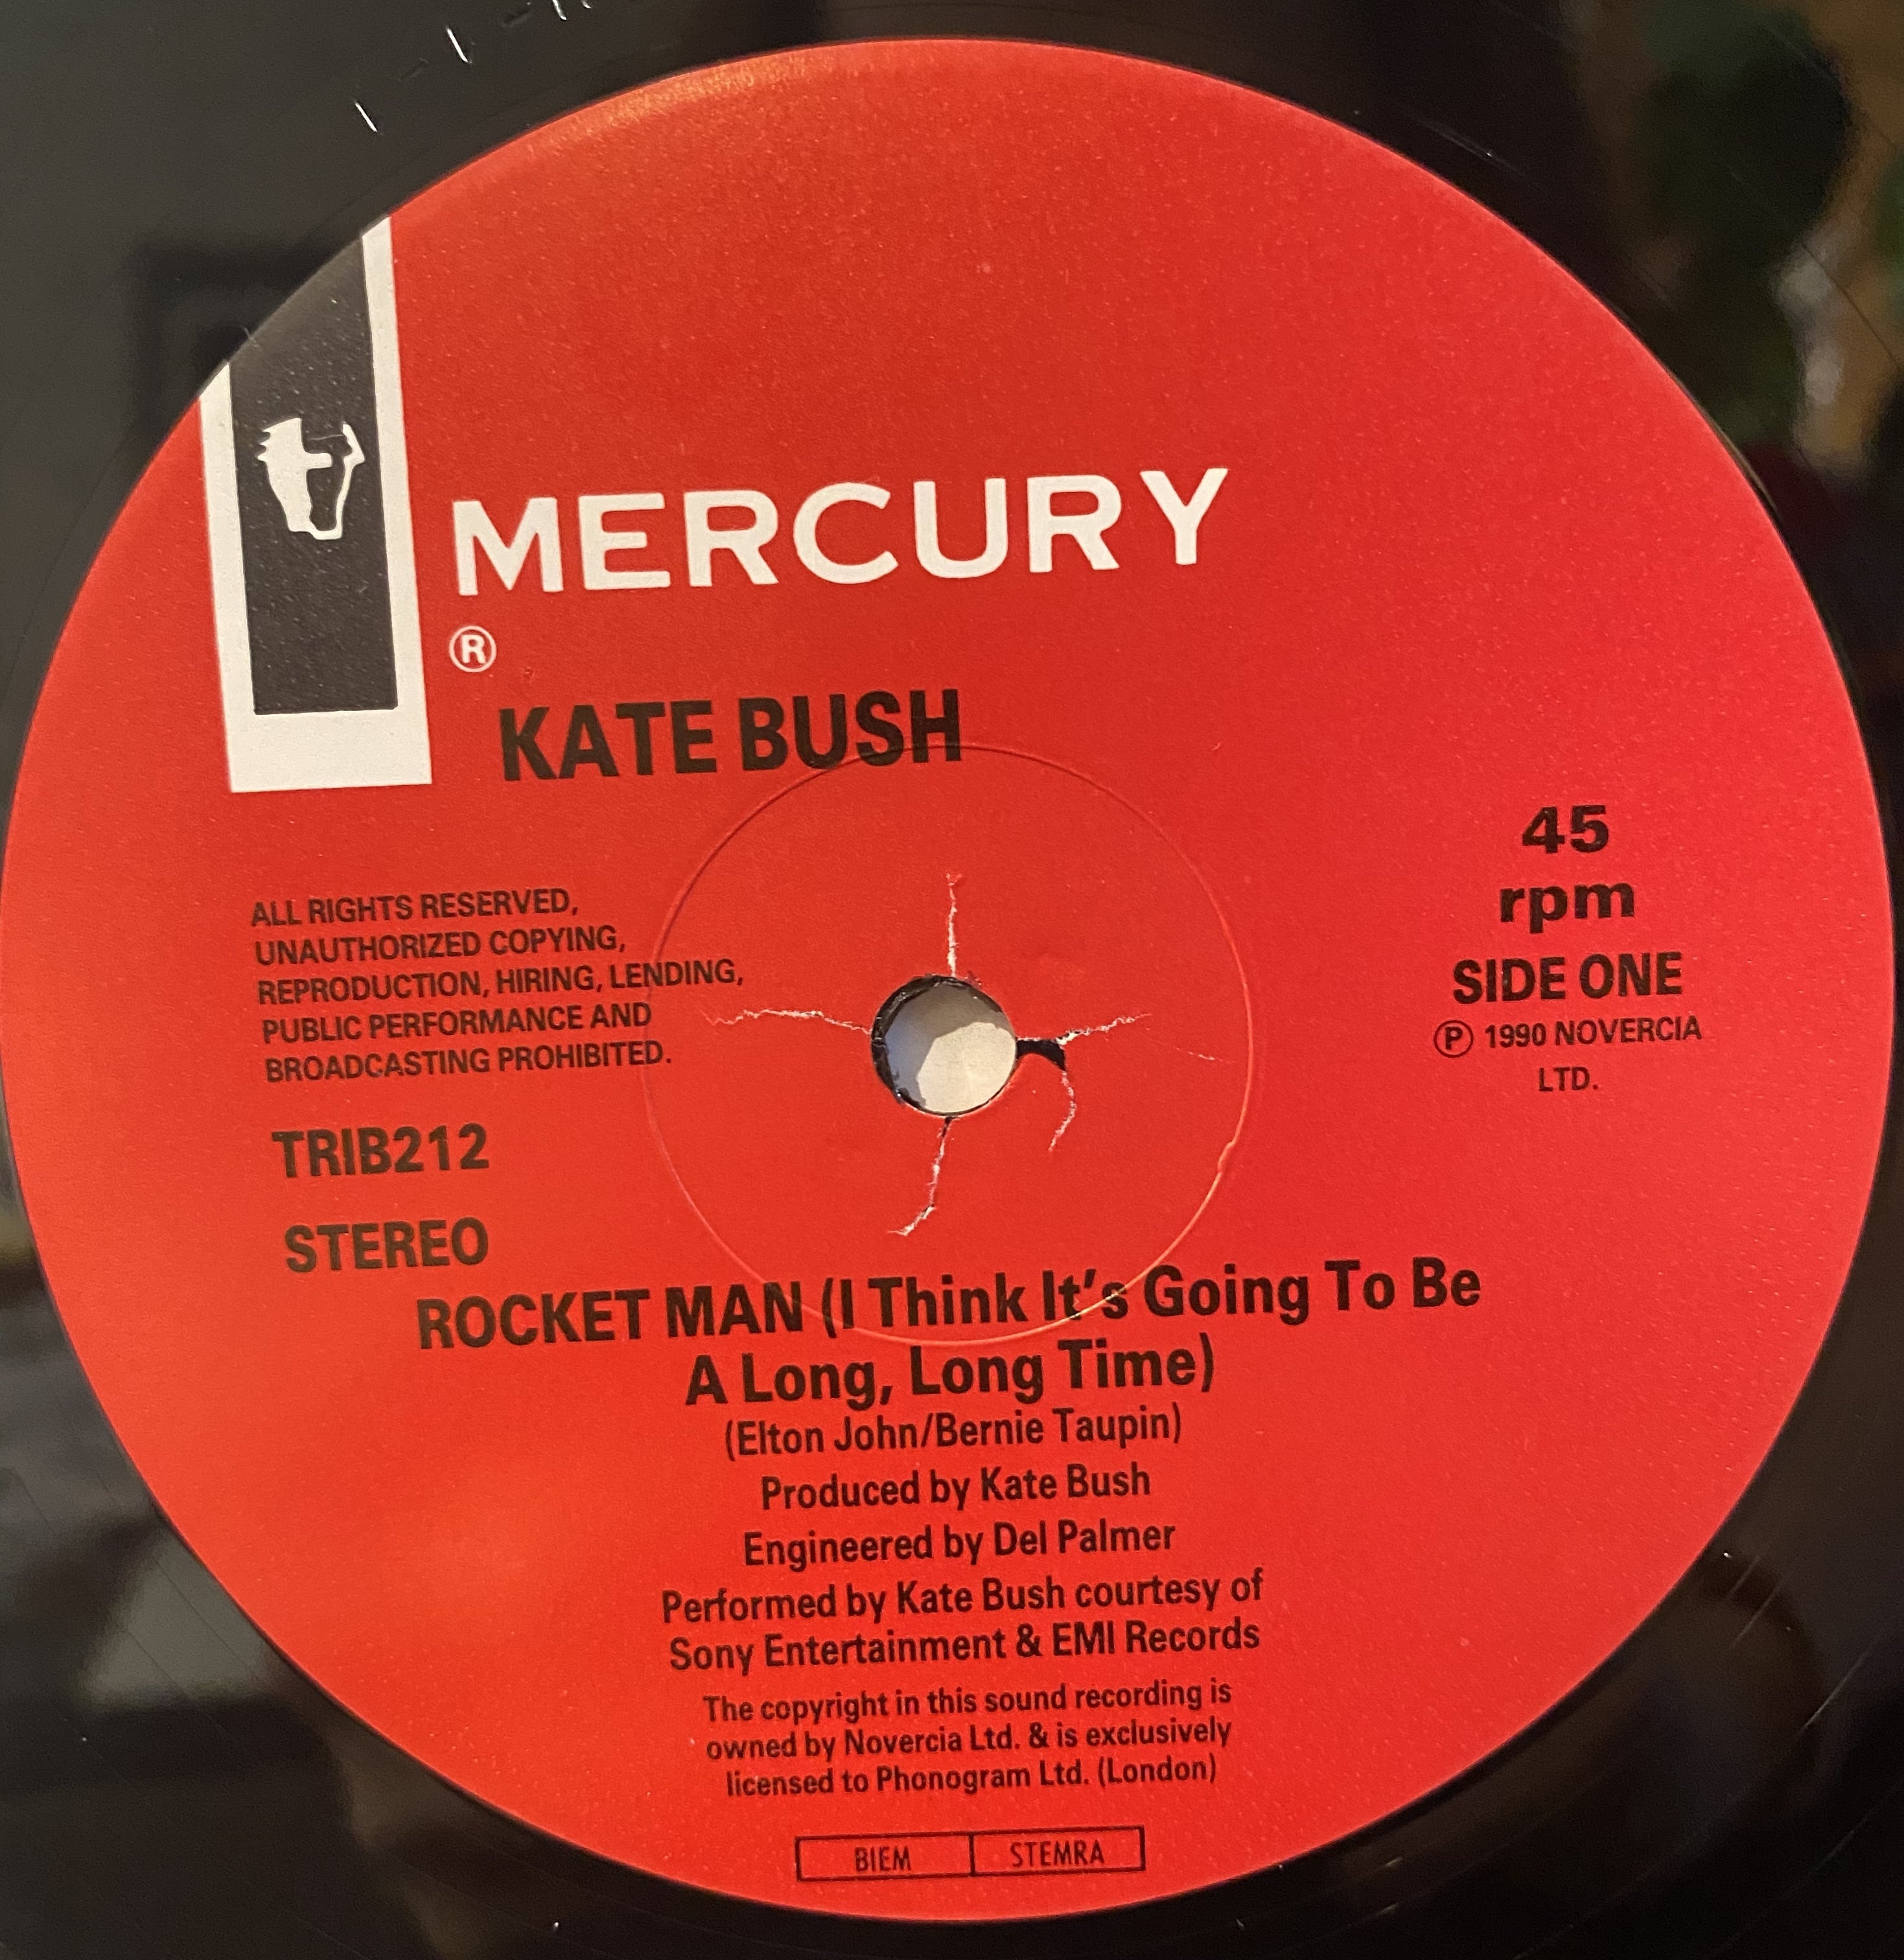 MERCURY
®
KATE BUSH
ALL RIGHTS RESERVED,
UNAUTHORIZED COPYING,
REPRODUCTION, HIRING, LENDING,
PUBLIC PERFORMANCE AND
BROADCASTING PROHIBITED.
45
rpm
SIDE ONE
Ⓟ 1990 NOVERCIA
LTD.
TRIB212
STEREO
ROCKET MAN (I Think It's Going To Be
A Long, Long Time)
(Elton John/Bernie Taupin)
Produced by Kate Bush
Engineered by Del Palmer
Performed by Kate Bush courtesy of
Sony Entertainment & EMI Records
The copyright in this sound recording is
owned by Novercia Ltd. & is exclusively
licensed to Phonogram Ltd. (London)
BIEM STEMRA